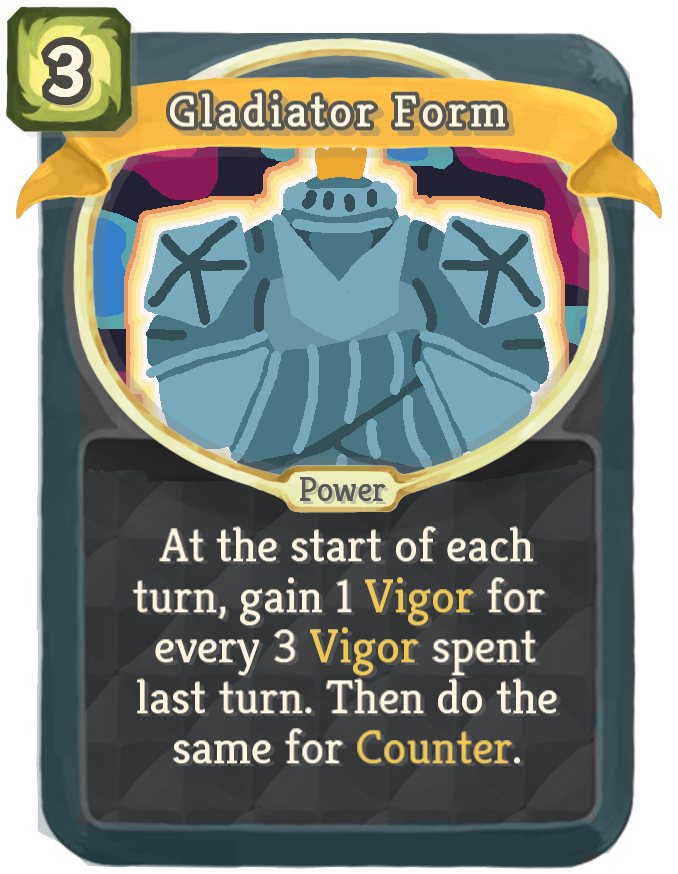 3
Gladiator Form
Power
At the start of each
turn, gain 1 Vigor for
every 3 Vigor spent
last turn. Then do the
same for Counter.